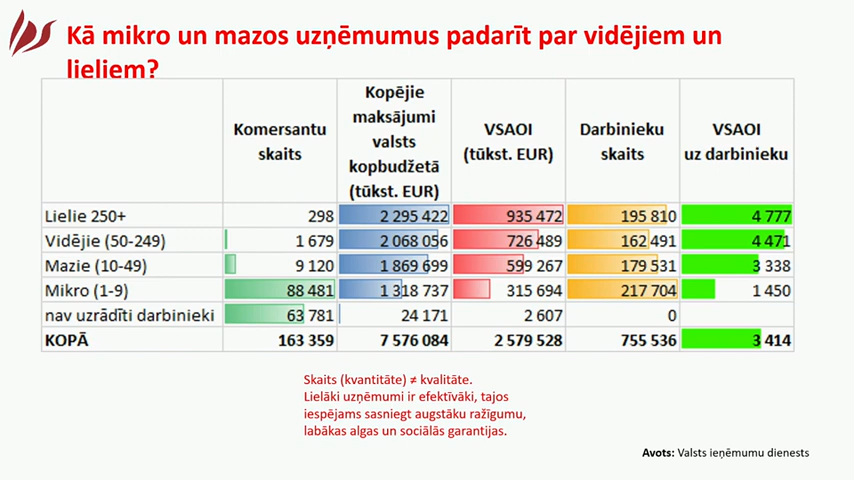 Kā mikro un mazos uzņēmumus padarīt par vidējiem un
lieliem?
Komersantu skaits Kopējie maksājumi valsts kopbudžetā (tūkst. EUR) VSAOI (tūkst. EUR) Darbinieku skaits VSAOI uz darbinieku
Lielie 250+ 298 2 295 422 935 472 195 810 4 777
Vidējie (50-249) 1 679 2 068 056 726 489 162 491 4 471
Mazie (10-49) 9 120 1 869 699 599 267 179 531 3 338
Mikro (1-9) 88 481 1 318 737 315 694 217 704 1 450
nav uzrādīti darbinieki 63 781 24 171 2 607 0
KOPĀ 163 359 7 576 084 2 579 528 755 536 3 414
Skaits (kvantitāte) ≠ kvalitāte.
Lielāki uzņēmumi ir efektīvāki, tajos
iespējams sasniegt augstāku ražīgumu,
labākas algas un sociālās garantijas.
Avots: Valsts ieņēmumu dienests